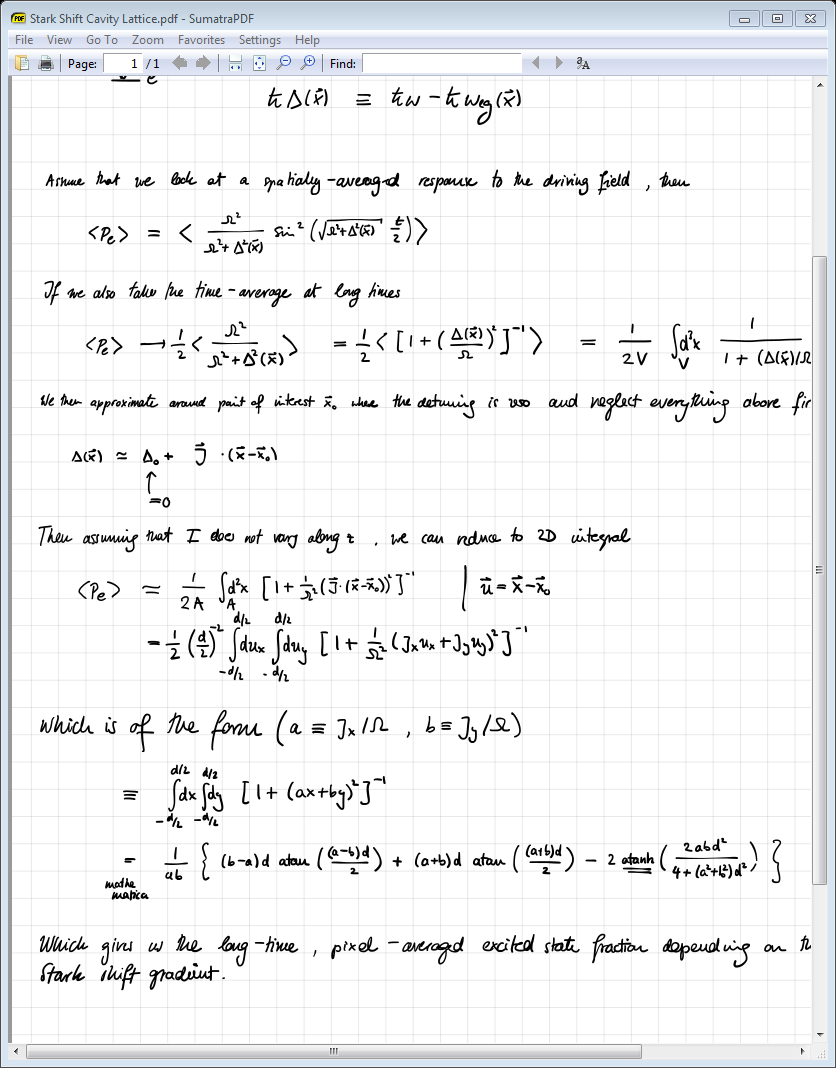 Stark Shift Cavity Lattice.pdf - SumatraPDF
File View Go To Zoom Favorites Settings Help
Page: 1 / 1 Find:
e
ħΔ(x⃗) ≡ ħω − ħω_eg(x⃗)
Assume that we look at a spatially-averaged response to the driving field, then
<Pe> = < Ω²/(Ω²+Δ²(x⃗)) sin²(√(Ω²+Δ²(x⃗)) t/2) >
If we also take the time-average at long times
<Pe> → 1/2 < Ω²/(Ω²+Δ²(x⃗)) > = 1/2 < [1 + (Δ(x⃗)/Ω)²]⁻¹ > = 1/2V ∫_V d²x 1/(1 + (Δ(x⃗)/Ω
We then approximate around point of interest x⃗₀ where the detuning is zero and neglect everything above fir
Δ(x⃗) ≃ Δ₀ + J⃗ · (x⃗−x⃗₀)
↑
=0
Then assuming that I does not vary along z, we can reduce to 2D integral
<Pe> ≃ 1/2A ∫_A d²x [1 + 1/Ω² (J⃗·(x⃗−x⃗₀))²]⁻¹ | u⃗ = x⃗−x⃗₀
= 1/2 (d/2)⁻² ∫_{-d/2}^{d/2} du_x ∫_{-d/2}^{d/2} du_y [1 + 1/Ω² (J_x u_x + J_y u_y)²]⁻¹
Which is of the form (a ≡ J_x/Ω , b ≡ J_y/Ω)
≡ ∫_{-d/2}^{d/2} dx ∫_{-d/2}^{d/2} dy [1 + (ax+by)²]⁻¹
= 1/ab { (b−a)d atan((a−b)d/2) + (a+b)d atan((a+b)d/2) − 2 atanh(2abd²/(4+(a²+b²)d²)) }
mathe
matica
Which gives us the long-time, pixel-averaged excited state fraction depending on th
Stark shift gradient.